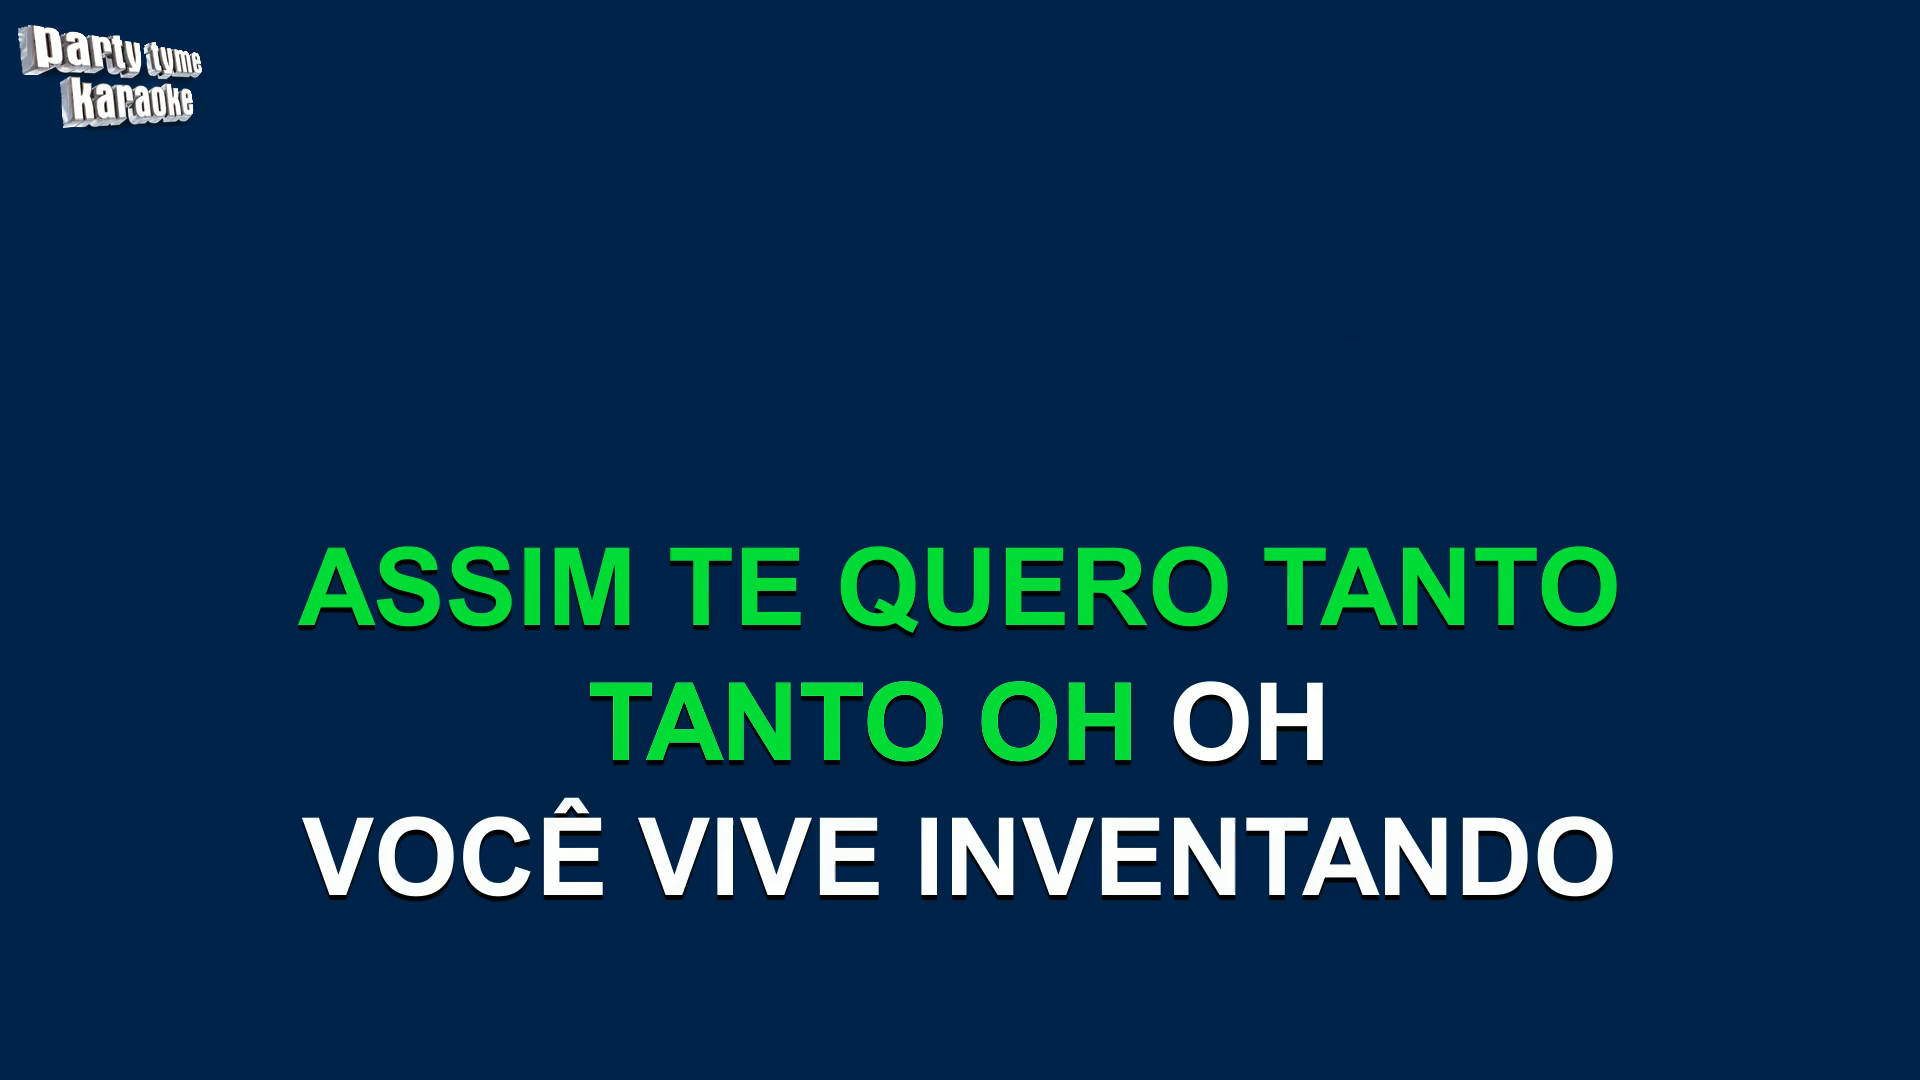 party tyme
karaoke
ASSIM TE QUERO TANTO
TANTO OH OH
VOCÊ VIVE INVENTANDO